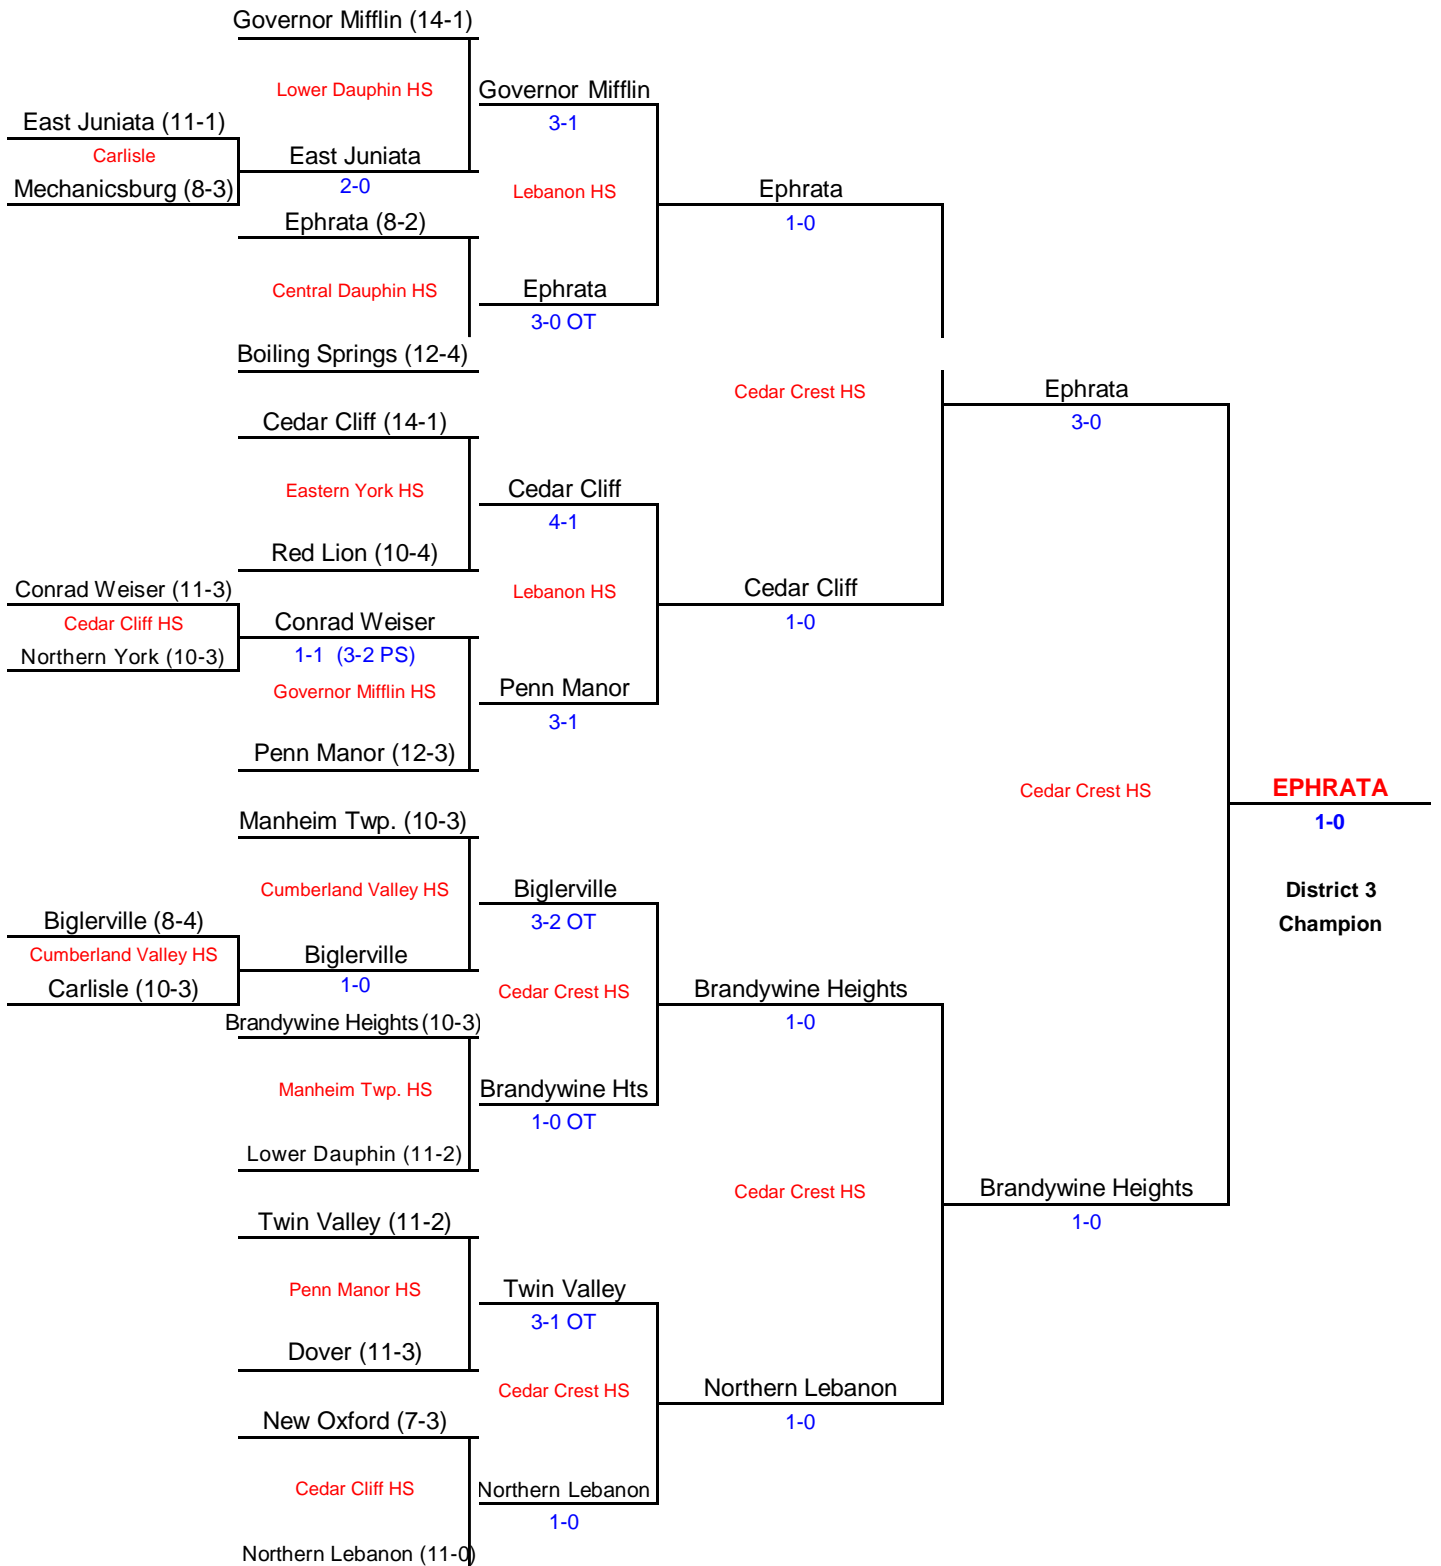 Governor Mifflin (14-1)
Lower Dauphin HS
Governor Mifflin
3-1
East Juniata (11-1)
Carlisle
Mechanicsburg (8-3)
East Juniata
2-0
Lebanon HS
Ephrata
1-0
Ephrata (8-2)
Central Dauphin HS
Ephrata
3-0 OT
Boiling Springs (12-4)
Cedar Crest HS
Ephrata
3-0
Cedar Cliff (14-1)
Eastern York HS
Cedar Cliff
4-1
Red Lion (10-4)
Lebanon HS
Cedar Cliff
1-0
Conrad Weiser (11-3)
Cedar Cliff HS
Northern York (10-3)
Conrad Weiser
1-1 (3-2 PS)
Governor Mifflin HS
Penn Manor
3-1
Penn Manor (12-3)
Cedar Crest HS
EPHRATA
1-0
District 3
Champion
Manheim Twp. (10-3)
Cumberland Valley HS
Biglerville
3-2 OT
Biglerville (8-4)
Cumberland Valley HS
Carlisle (10-3)
Biglerville
1-0
Cedar Crest HS
Brandywine Heights
1-0
Brandywine Heights (10-3)
Manheim Twp. HS
Brandywine Hts
1-0 OT
Lower Dauphin (11-2)
Cedar Crest HS
Brandywine Heights
1-0
Twin Valley (11-2)
Penn Manor HS
Twin Valley
3-1 OT
Dover (11-3)
Cedar Crest HS
Northern Lebanon
1-0
New Oxford (7-3)
Cedar Cliff HS
Northern Lebanon
1-0
Northern Lebanon (11-0)